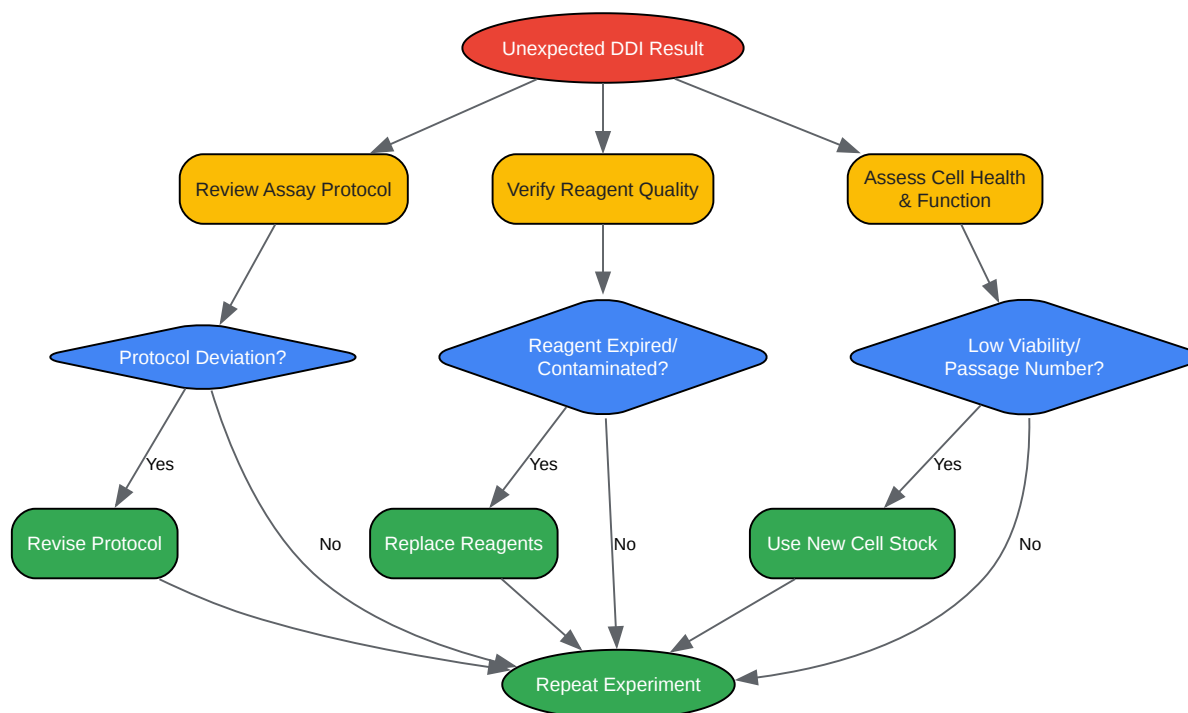 Unexpected DDI Result
Review Assay Protocol
Verify Reagent Quality
Assess Cell Health
& Function
Protocol Deviation?
Reagent Expired/
Contaminated?
Low Viability/
Passage Number?
Yes
Yes
Yes
Revise Protocol
No
Replace Reagents
No
Use New Cell Stock
No
Repeat Experiment